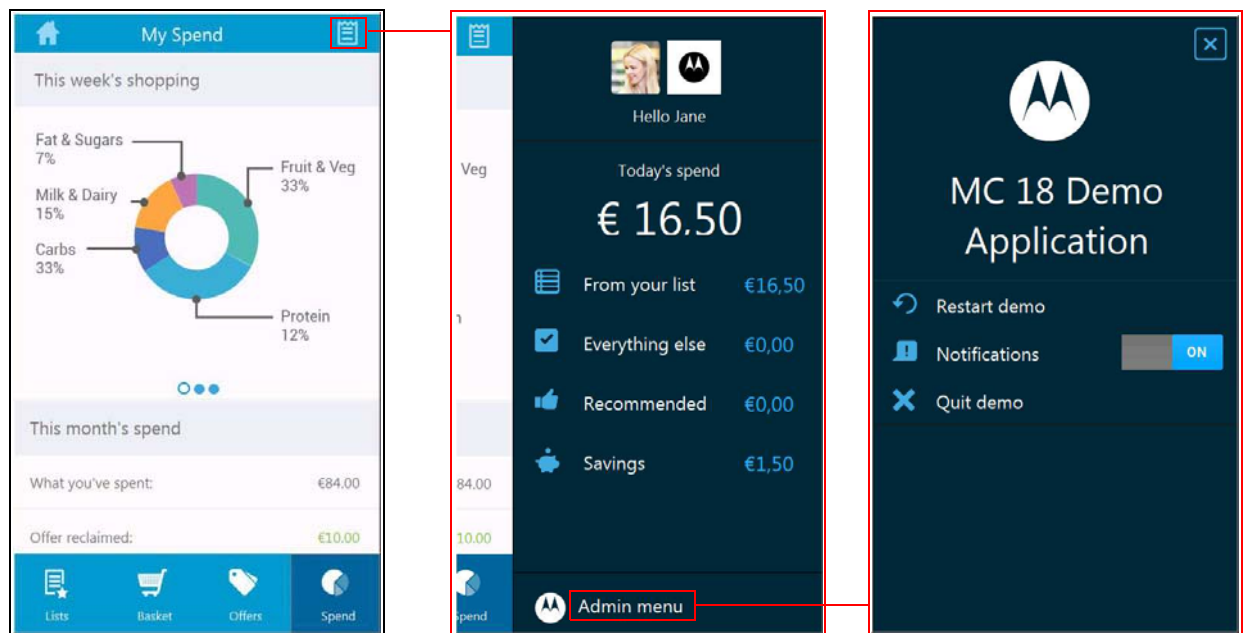 My Spend
This week's shopping
Fat & Sugars
7%
Fruit & Veg
33%
Milk & Dairy
15%
Carbs
33%
Protein
12%
This month's spend
What you've spent: €84.00
Offer reclaimed: €10.00
Lists Basket Offers Spend
Veg
84.00
10.00
Hello Jane
Today's spend
€ 16.50
From your list €16,50
Everything else €0,00
Recommended €0,00
Savings €1,50
Admin menu
MC 18 Demo
Application
Restart demo
Notifications ON
Quit demo